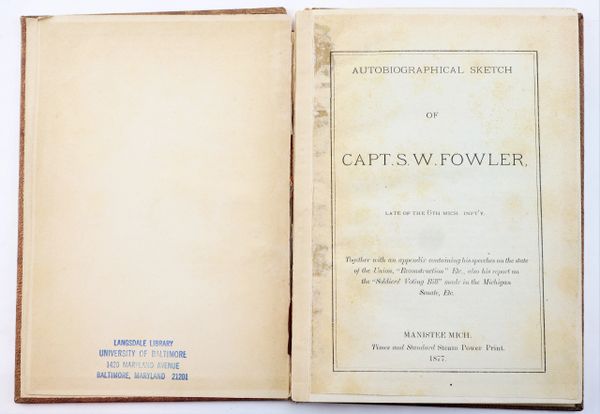 LANGSDALE LIBRARY
UNIVERSITY OF BALTIMORE
1420 MARYLAND AVENUE
BALTIMORE, MARYLAND 21201
AUTOBIOGRAPHICAL SKETCH
OF
CAPT. S. W. FOWLER,
LATE OF THE 6TH MICH INFT'Y.
Together with an appendix containing his speeches on the state
of the Union, "Reconstruction" Etc., also his report on
the "Soldiers' Voting Bill" made in the Michigan
Senate, Etc.
MANISTEE MICH.
Times and Standard Steam Power Print.
1877.